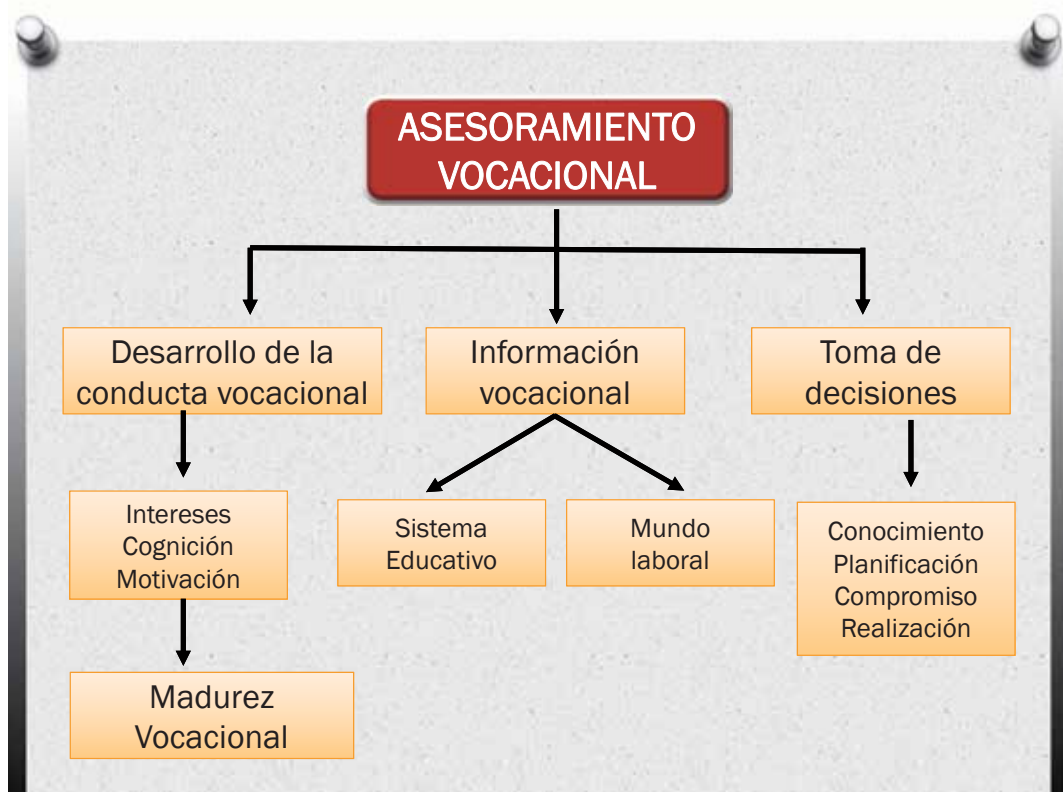 ASESORAMIENTO
VOCACIONAL
Desarrollo de la
conducta vocacional
Información
vocacional
Toma de
decisiones
Intereses
Cognición
Motivación
Sistema
Educativo
Mundo
laboral
Conocimiento
Planificación
Compromiso
Realización
Madurez
Vocacional